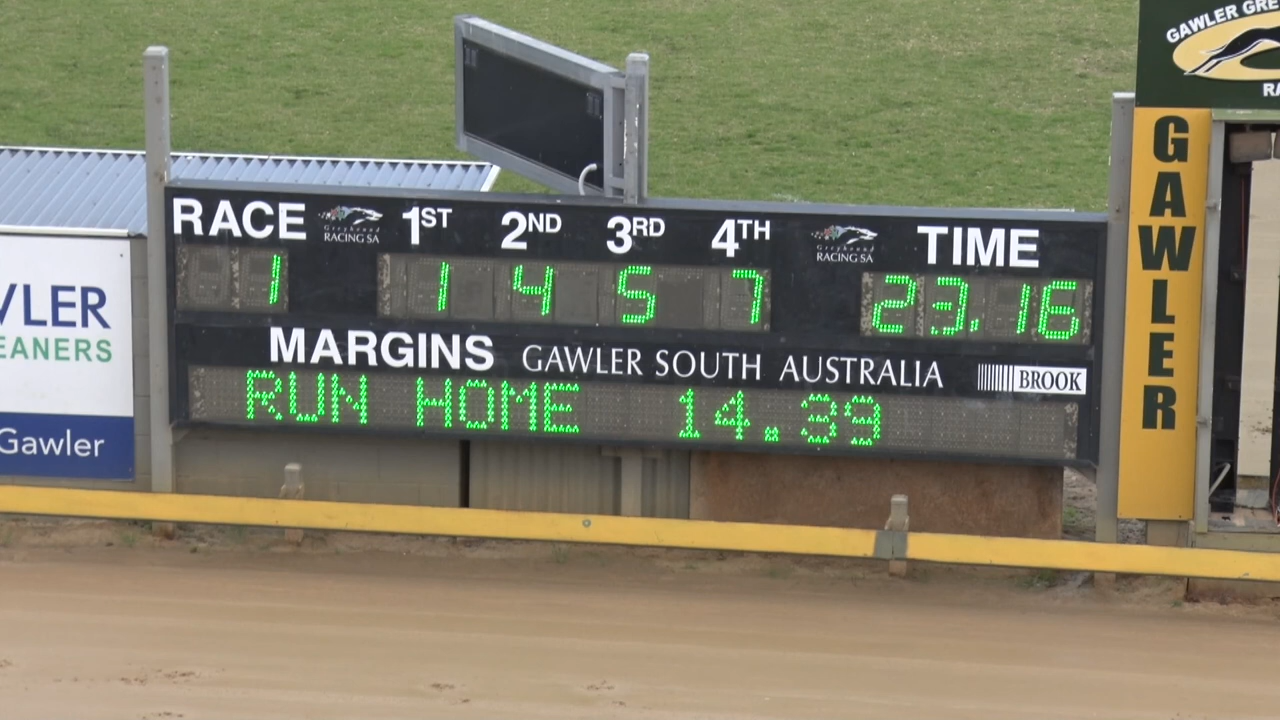 GAWLER GRE
RA
GAWLER
RACE Greyhound RACING SA 1ST 2ND 3RD 4TH Greyhound RACING SA TIME
1 1 4 5 7 23.16
MARGINS GAWLER SOUTH AUSTRALIA BROOK
RUN HOME 14.39
VLER
EANERS
Gawler